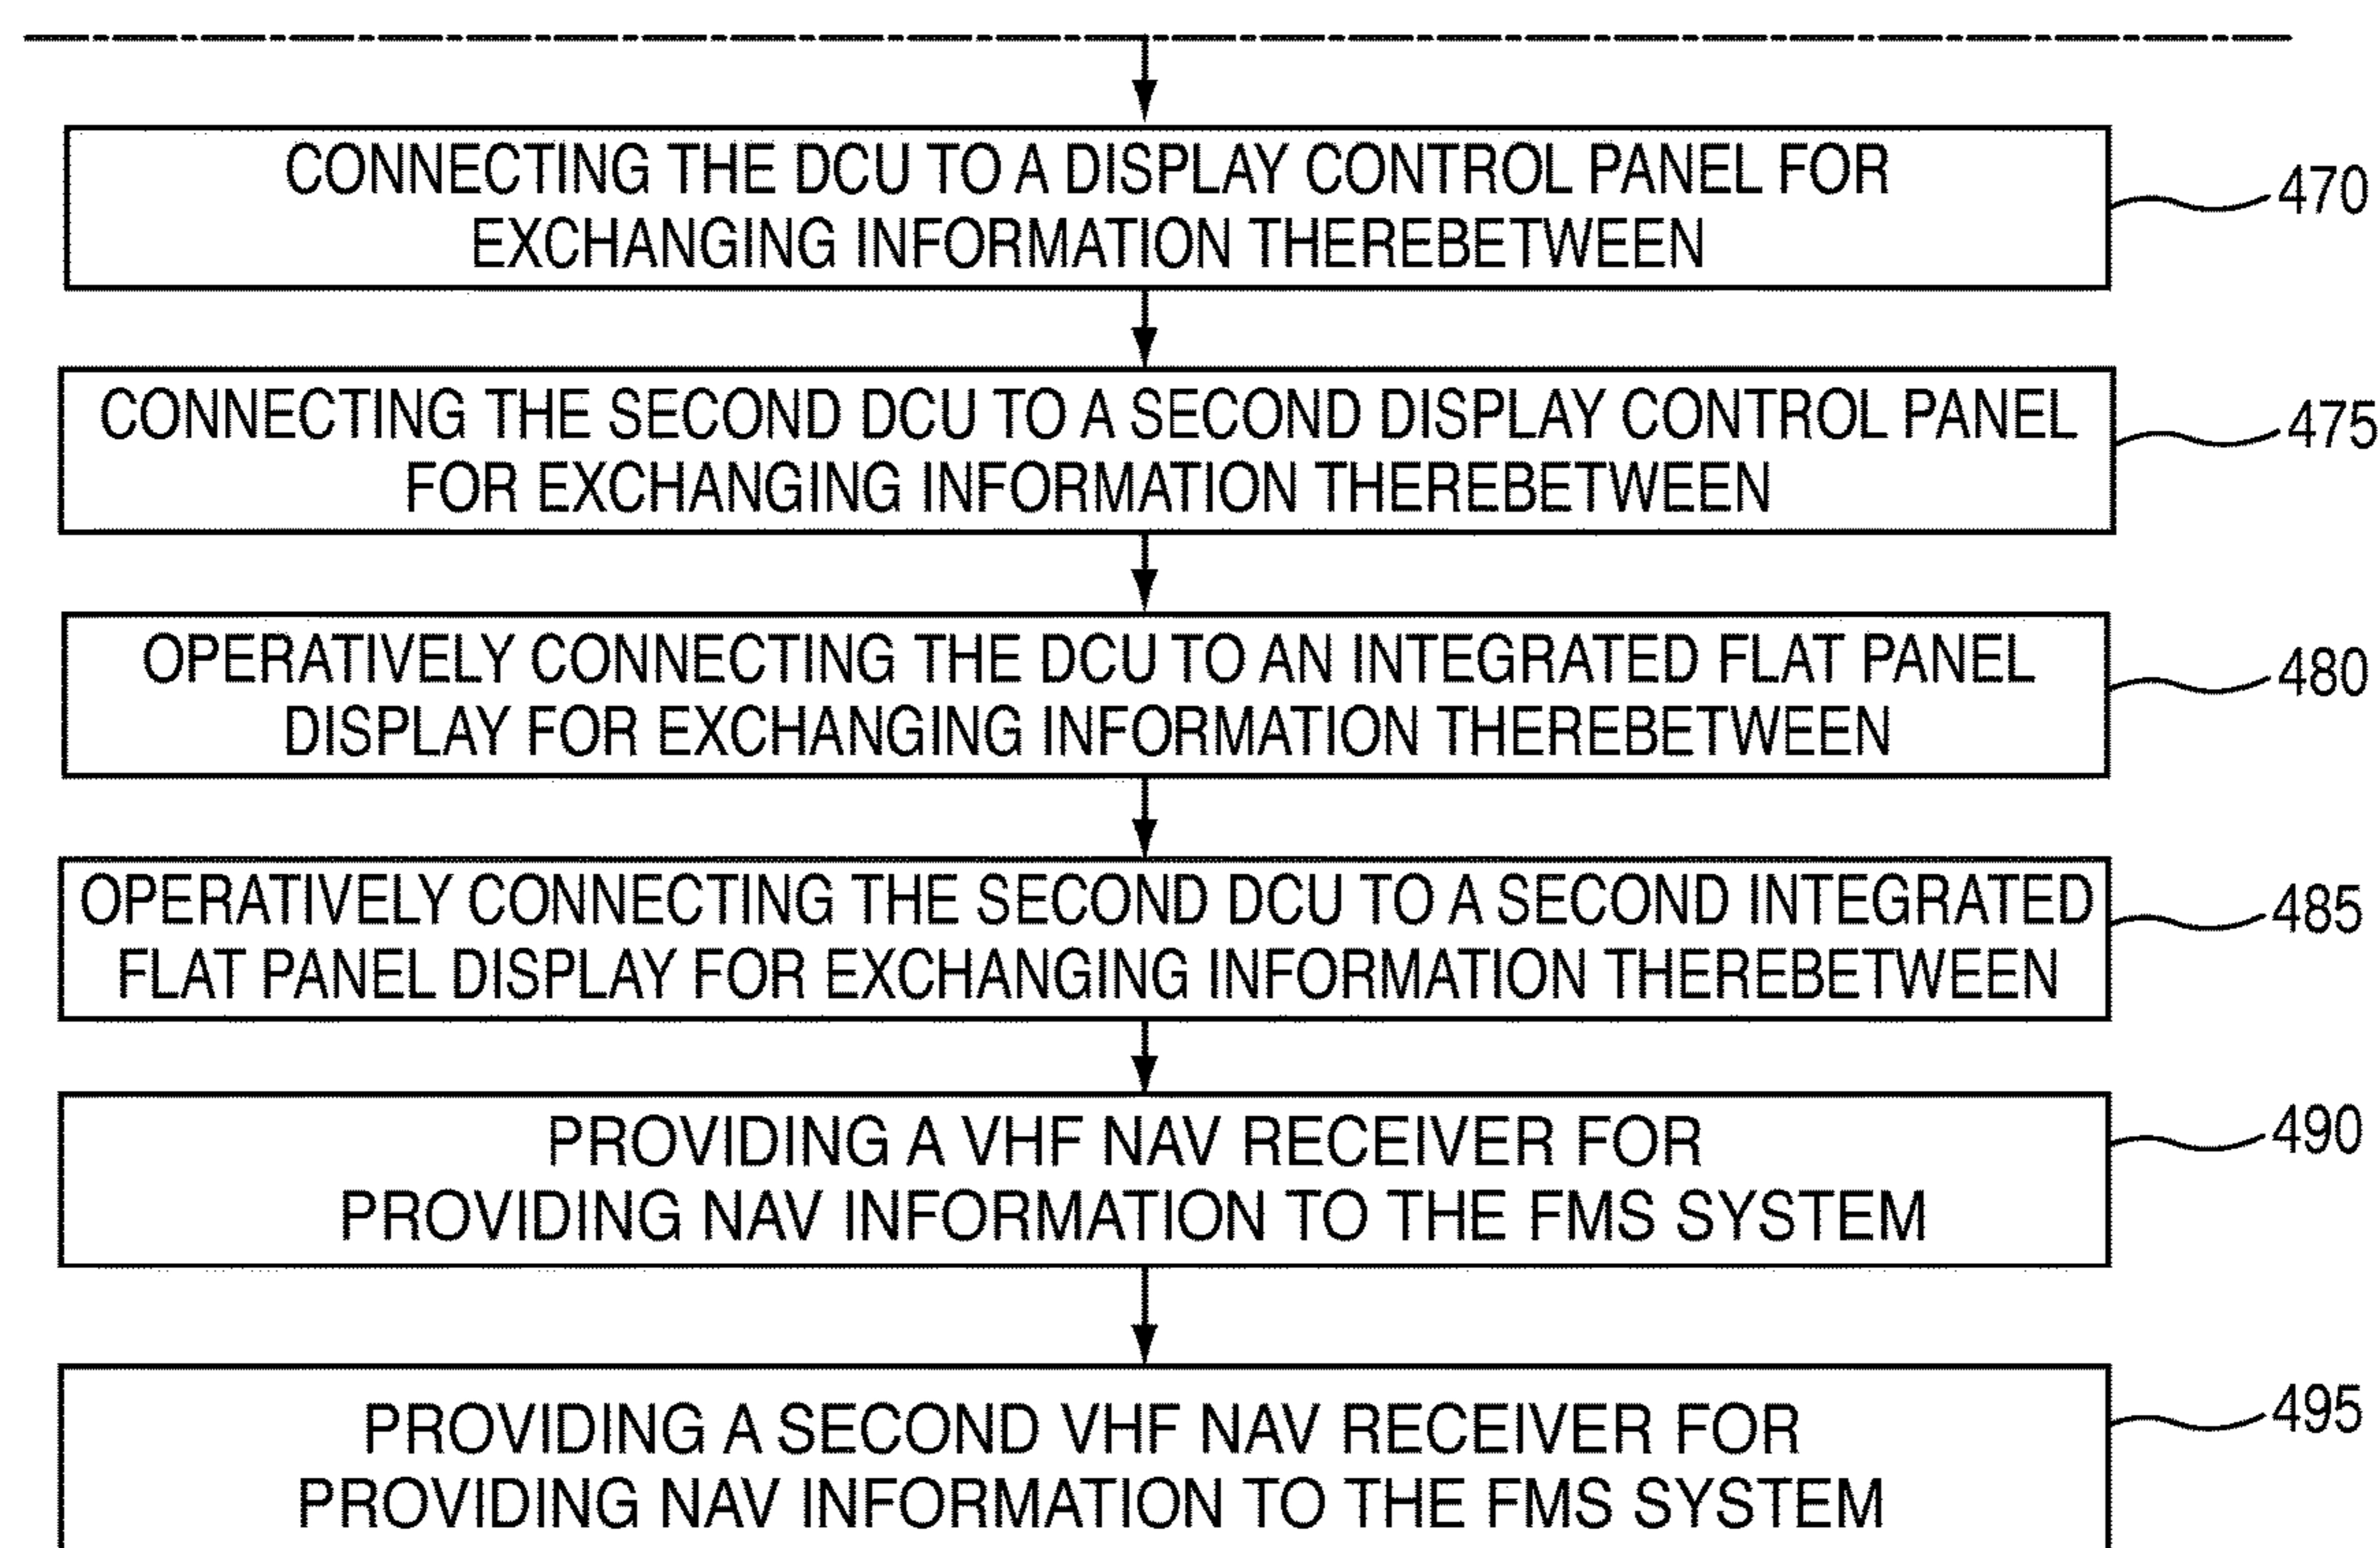 CONNECTING THE DCU TO A DISPLAY CONTROL PANEL FOR
EXCHANGING INFORMATION THEREBETWEEN
470
CONNECTING THE SECOND DCU TO A SECOND DISPLAY CONTROL PANEL
FOR EXCHANGING INFORMATION THEREBETWEEN
475
OPERATIVELY CONNECTING THE DCU TO AN INTEGRATED FLAT PANEL
DISPLAY FOR EXCHANGING INFORMATION THEREBETWEEN
480
OPERATIVELY CONNECTING THE SECOND DCU TO A SECOND INTEGRATED
FLAT PANEL DISPLAY FOR EXCHANGING INFORMATION THEREBETWEEN
485
PROVIDING A VHF NAV RECEIVER FOR
PROVIDING NAV INFORMATION TO THE FMS SYSTEM
490
PROVIDING A SECOND VHF NAV RECEIVER FOR
PROVIDING NAV INFORMATION TO THE FMS SYSTEM
495